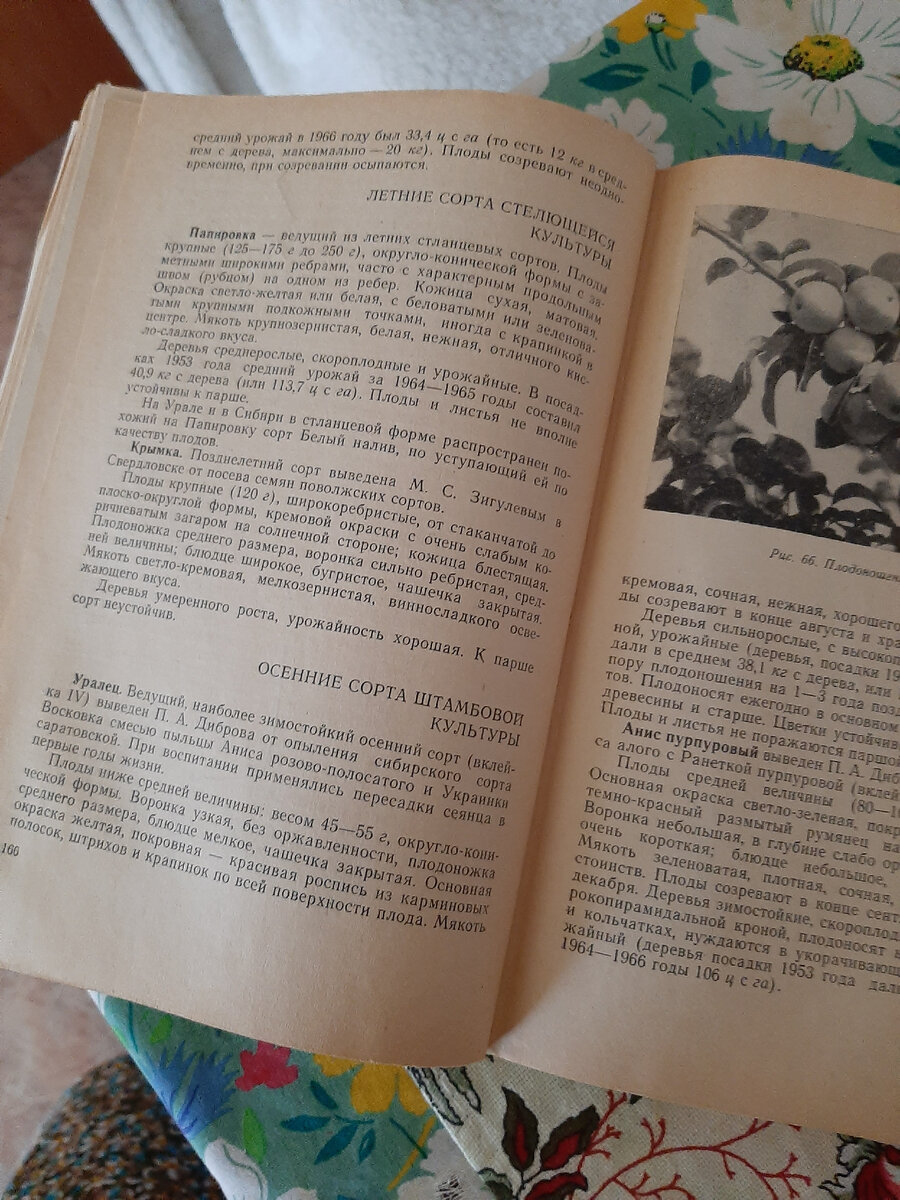 средний урожай в 1966 году был 33,4 ц с га (то есть 12 кг в сред-
нем с дерева, максимально — 20 кг). Плоды созревают неодно-
временно, при созревании осыпаются.
ЛЕТНИЕ СОРТА СТЕЛЮЩЕЙСЯ
КУЛЬТУРЫ
Папировка — ведущий из летних стланцевых сортов. Плоды
крупные (125—175 г до 250 г), округло-конической формы с за-
метными широкими ребрами, часто с характерным продольным
швом (рубцом) на одном из ребер. Кожица сухая, матовая.
Окраска светло-желтая или белая, с беловатыми или зеленова-
тыми крупными подкожными точками, иногда с крапинкой в
центре. Мякоть крупнозернистая, белая, нежная, отличного кис-
ло-сладкого вкуса.
Деревья среднерослые, скороплодные и урожайные. В посад-
ках 1953 года средний урожай за 1964—1965 годы составил
40,9 кг с дерева (или 113,7 ц с га). Плоды и листья не вполне
устойчивы к парше.
На Урале и в Сибири в стланцевой форме распространен по-
хожий на Папировку сорт Белый налив, но уступающий ей по
качеству плодов.
Крымка. Позднелетний сорт выведена М. С. Зигулевым в
Свердловске от посева семян поволжских сортов.
Плоды крупные (120 г), широкоребристые, от стаканчатой до
плоско-округлой формы, кремовой окраски с очень слабым ко-
ричневатым загаром на солнечной стороне; кожица блестящая.
Плодоножка среднего размера, воронка сильно ребристая, сред-
ней величины; блюдце широкое, бугристое, чашечка закрытая.
Мякоть светло-кремовая, мелкозернистая, винносладкого осве-
жающего вкуса.
Деревья умеренного роста, урожайность хорошая. К парше
сорт неустойчив.
ОСЕННИЕ СОРТА ШТАМБОВОЙ
КУЛЬТУРЫ
Уралец. Ведущий, наиболее зимостойкий осенний сорт (вклей-
ка IV) выведен П. А. Диброва от опыления сибирского сорта
Восковка смесью пыльцы Аниса розово-полосатого и Украинки
саратовской. При воспитании применялись пересадки сеянца в
первые годы жизни.
Плоды ниже средней величины: весом 45—55 г, округло-кони-
ческой формы. Воронка узкая, без оржавленности, плодоножка
среднего размера, блюдце мелкое, чашечка закрытая. Основная
окраска желтая, покровная — красивая роспись из карминовых
полосок, штрихов и крапинок по всей поверхности плода. Мякоть
166
Рис. 66. Плодоношен
кремовая, сочная, нежная, хорошего
ды созревают в конце августа и хра
Деревья сильнорослые, с высокоп
ной, урожайные (деревья, посадки 19
дали в среднем 38,1 кг с дерева, или
пору плодоношения на 1—3 года позд
тов. Плодоносят ежегодно в основном
древесины и старше. Цветки устойчив
Плоды и листья не поражаются паршой
Анис пурпуровый выведен П. А. Диб
са алого с Ранеткой пурпуровой (вклей
Плоды средней величины (80—10
Основная окраска светло-зеленая, покр
темно-красный размытый румянец на
Воронка небольшая, в глубине слабо ор
очень короткая; блюдце небольшое,
Мякоть зеленоватая, плотная, сочная,
стоинств. Плоды созревают в конце сент
декабря. Деревья зимостойкие, скороплод
рокопирамидальной кроной, плодоносят н
и кольчатках, нуждаются в укорачивающ
жайный (деревья посадки 1953 года дал
1964—1966 годы 106 ц с га).